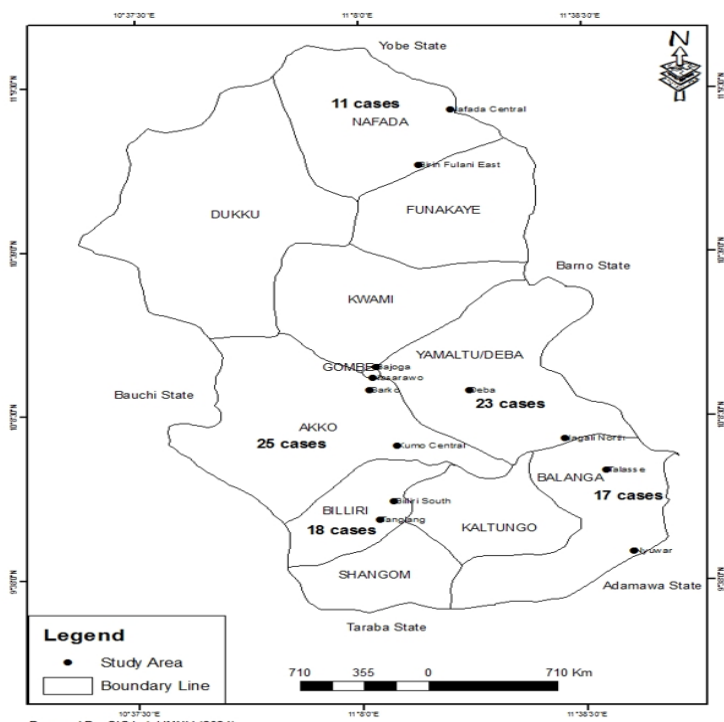 10°37'30"E 11°8'0"E 11°38'30"E
Yobe State
N
11 cases
NAFADA
Nafada Central
Birin Fulani East
DUKKU
FUNAKAYE
Barno State
KWAMI
YAMALTU/DEBA
GOMBE
Bajoga
Bauchi State
Kasarawo
Barko
Deba
23 cases
AKKO
25 cases
Kumo Central
Jagali North
BALANGA
Talasse
17 cases
Billiri South
BILLIRI
Tanglang
18 cases
KALTUNGO
Nyuwar
SHANGOM
Adamawa State
Taraba State
Legend
Study Area
Boundary Line
710 355 0 710 Km
10°37'30"E 11°8'0"E 11°38'30"E